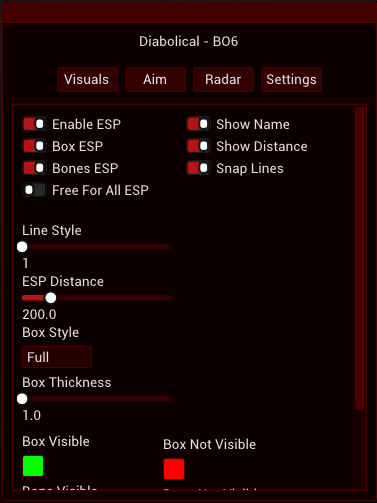 Diabolical - BO6
Visuals Aim Radar Settings
Enable ESP Show Name
Box ESP Show Distance
Bones ESP Snap Lines
Free For All ESP
Line Style
1
ESP Distance
200.0
Box Style
Full
Box Thickness
1.0
Box Visible Box Not Visible